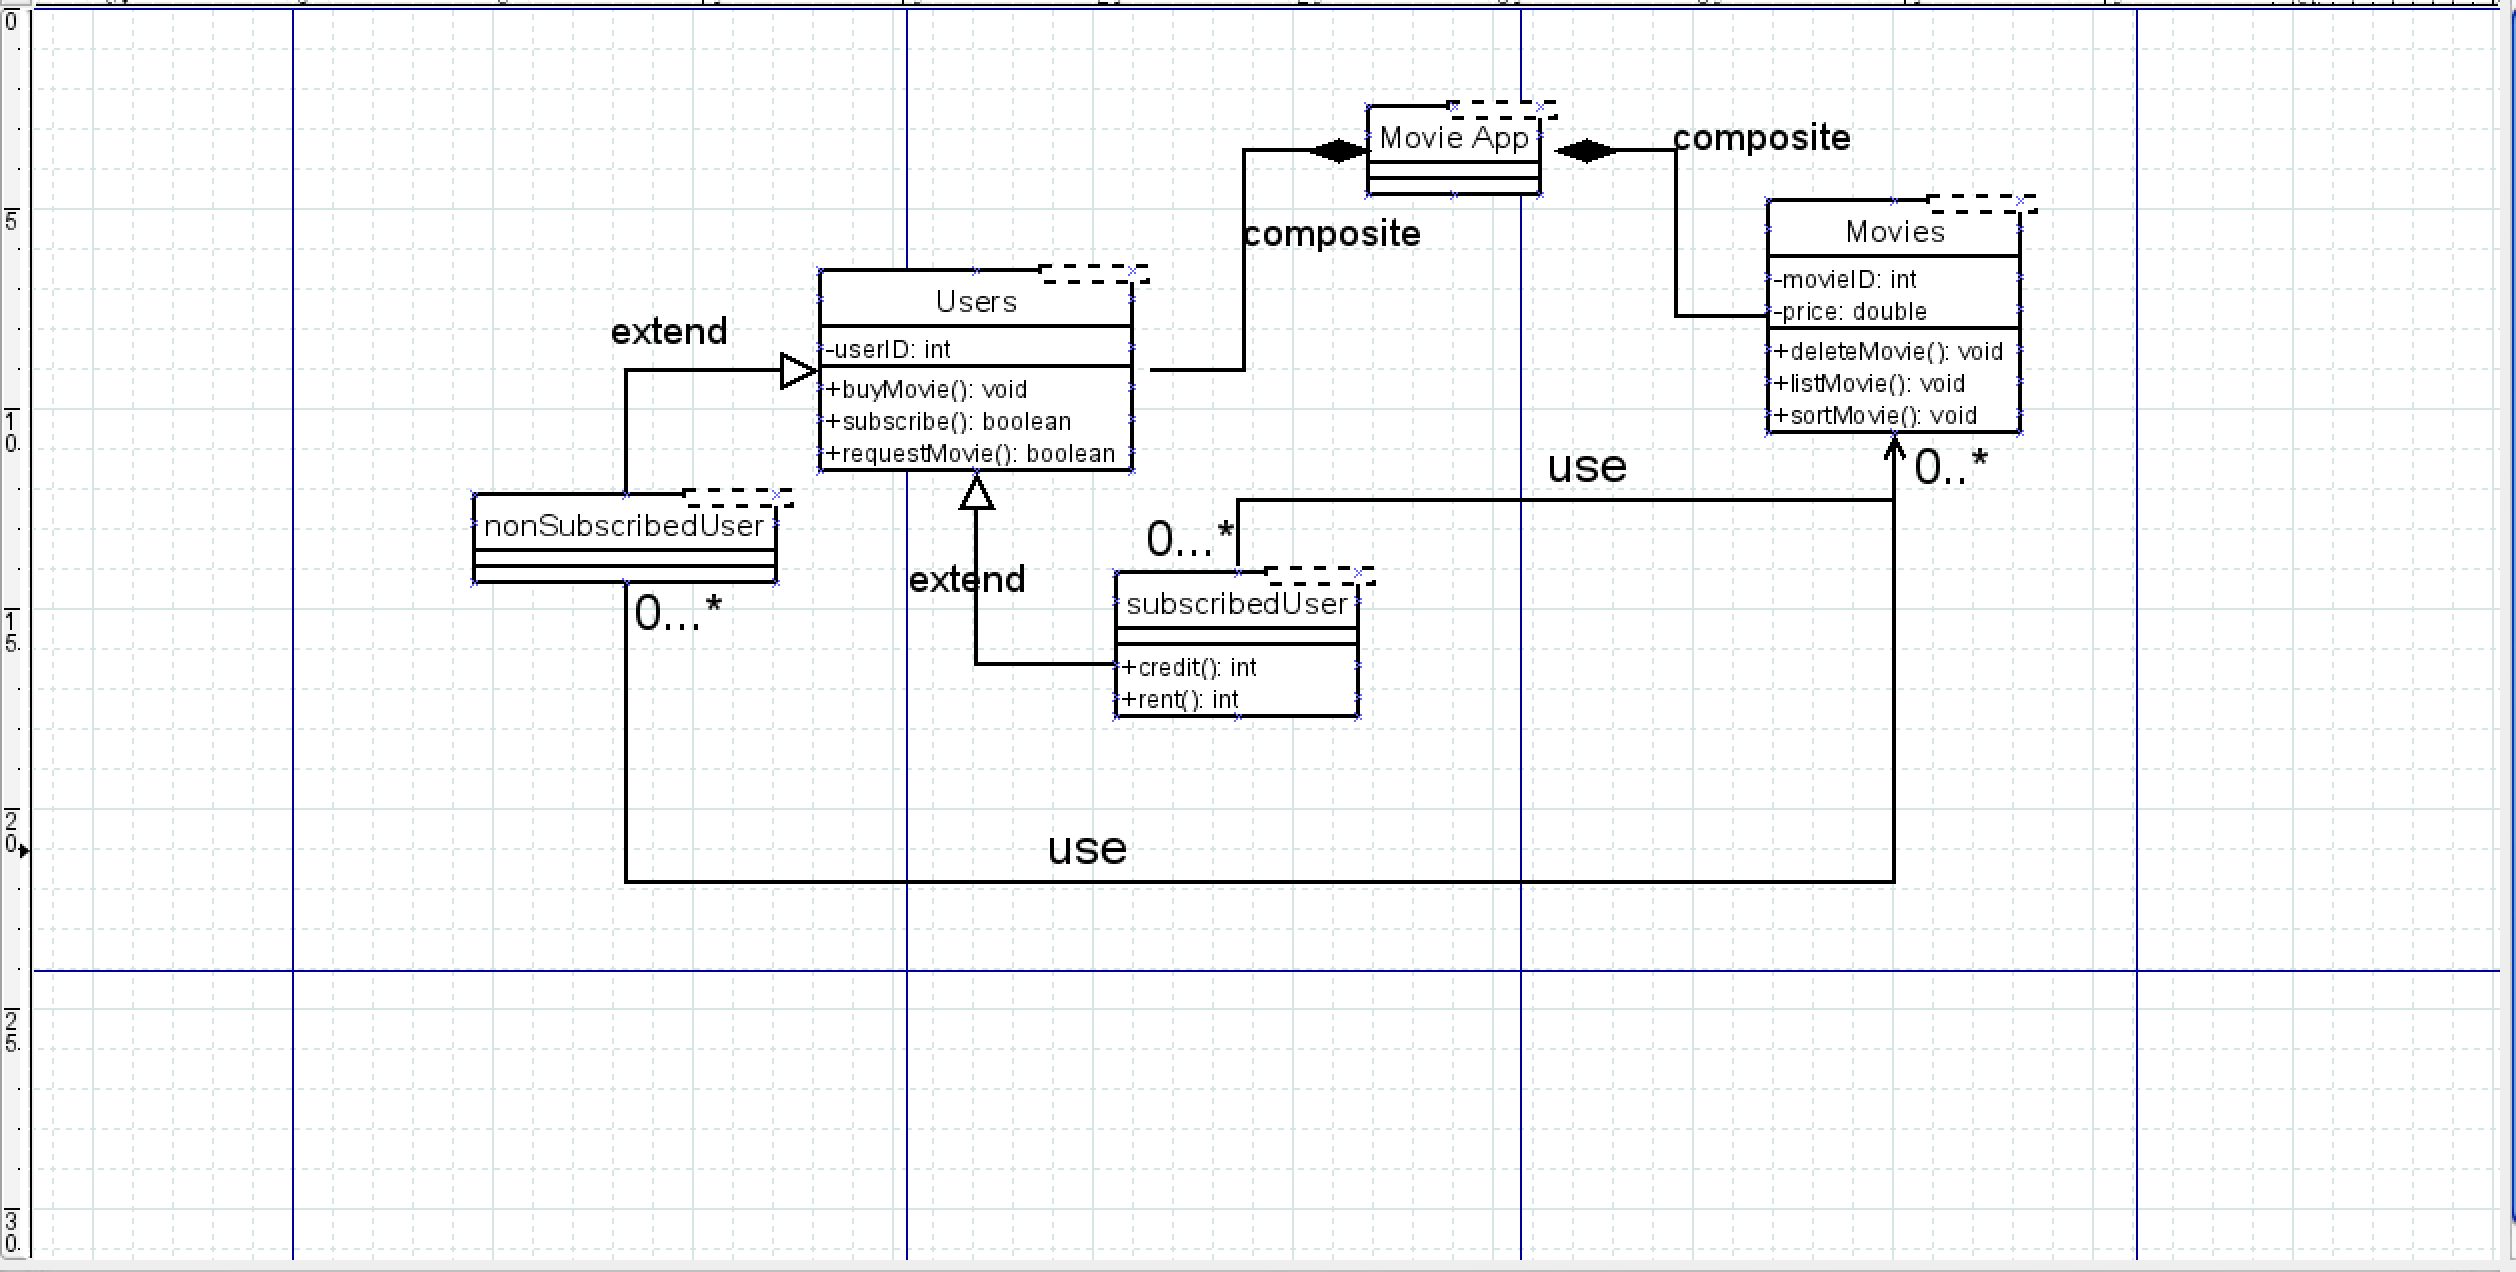 Movie App
composite
composite
Movies
-movieID: int
-price: double
+deleteMovie(): void
+listMovie(): void
+sortMovie(): void
Users
-userID: int
+buyMovie(): void
+subscribe(): boolean
+requestMovie(): boolean
extend
use
0..*
nonSubscribedUser
0...*
0...*
extend
subscribedUser
+credit(): int
+rent(): int
use
0
5
10
15
20
25
30